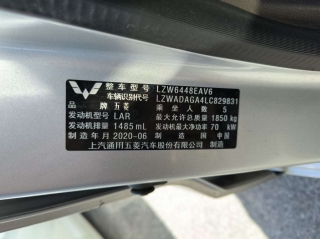 整车型号 LZW6448EAV6
车辆识别代号 LZWADAGA4LC829831
品牌 五菱 乘坐人数 5
发动机型号 LAR 最大允许总质量 1850 kg
发动机排量 1485 mL 发动机最大净功率 70 kW
制造年月 2020-06 制造国 中国
上汽通用五菱汽车股份有限公司 制造